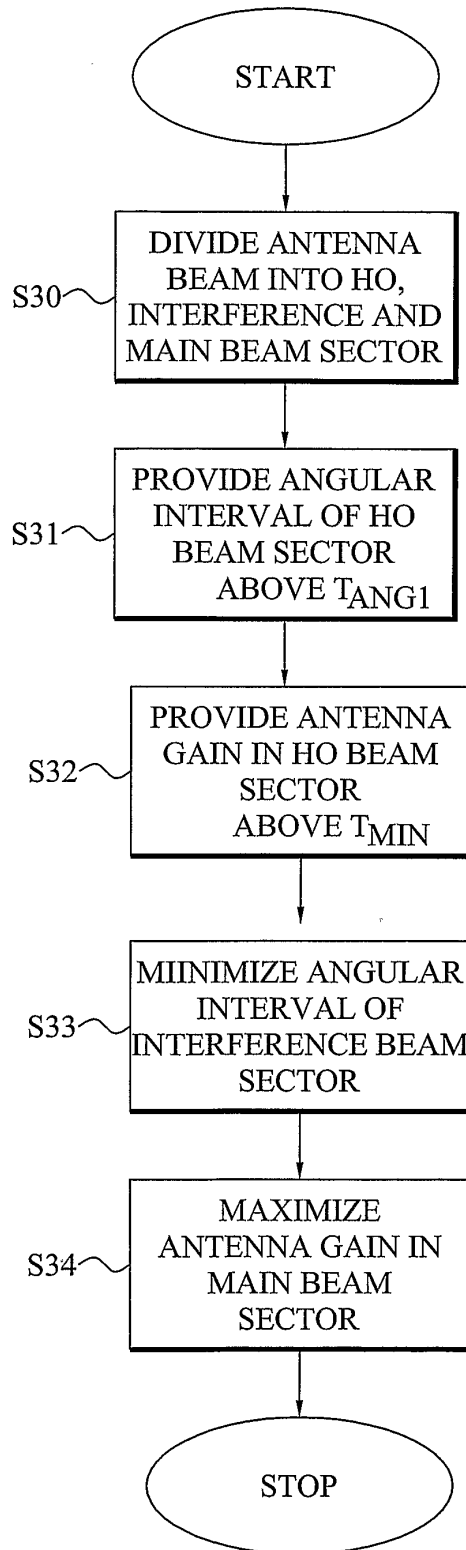 START
S30
DIVIDE ANTENNA
BEAM INTO HO,
INTERFERENCE AND
MAIN BEAM SECTOR
S31
PROVIDE ANGULAR
INTERVAL OF HO
BEAM SECTOR
ABOVE TANG1
S32
PROVIDE ANTENNA
GAIN IN HO BEAM
SECTOR
ABOVE TMIN
S33
MIINIMIZE ANGULAR
INTERVAL OF
INTERFERENCE BEAM
SECTOR
S34
MAXIMIZE
ANTENNA GAIN IN
MAIN BEAM
SECTOR
STOP